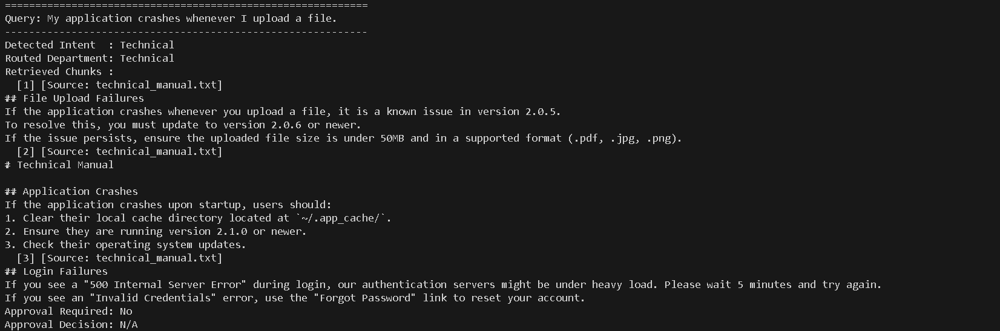 ============================================================
Query: My application crashes whenever I upload a file.
------------------------------------------------------------
Detected Intent  : Technical
Routed Department: Technical
Retrieved Chunks :
  [1] [Source: technical_manual.txt]
## File Upload Failures
If the application crashes whenever you upload a file, it is a known issue in version 2.0.5.
To resolve this, you must update to version 2.0.6 or newer.
If the issue persists, ensure the uploaded file size is under 50MB and in a supported format (.pdf, .jpg, .png).
  [2] [Source: technical_manual.txt]
# Technical Manual

## Application Crashes
If the application crashes upon startup, users should:
1. Clear their local cache directory located at `~/.app_cache/`.
2. Ensure they are running version 2.1.0 or newer.
3. Check their operating system updates.
  [3] [Source: technical_manual.txt]
## Login Failures
If you see a "500 Internal Server Error" during login, our authentication servers might be under heavy load. Please wait 5 minutes and try again.
If you see an "Invalid Credentials" error, use the "Forgot Password" link to reset your account.
Approval Required: No
Approval Decision: N/A